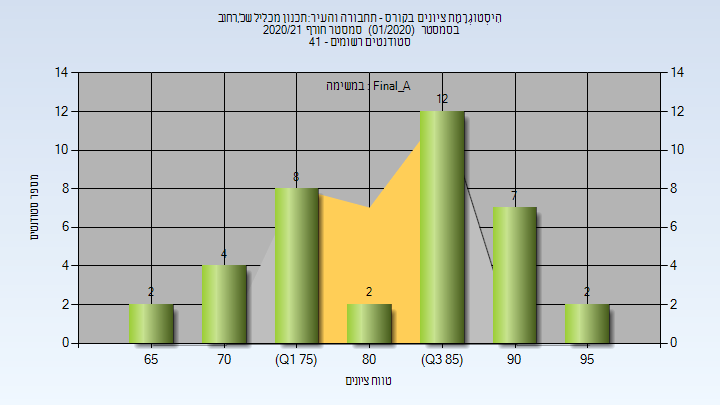 היסטוגרמת ציונים בקורס - תחבורה והעיר:תכנון מכליל שכ',רחוב
בסמסטר (01/2020) סמסטר חורף 2020/21
סטודנטים רשומים - 41
במשימה : Final_A
מספר סטודנטים
14 14
12 12
10 10
8 8
6 6
4 4
2 2
0 0
2 4 8 2 12 7 2
65 70 (Q1 75) 80 (Q3 85) 90 95
טווח ציונים